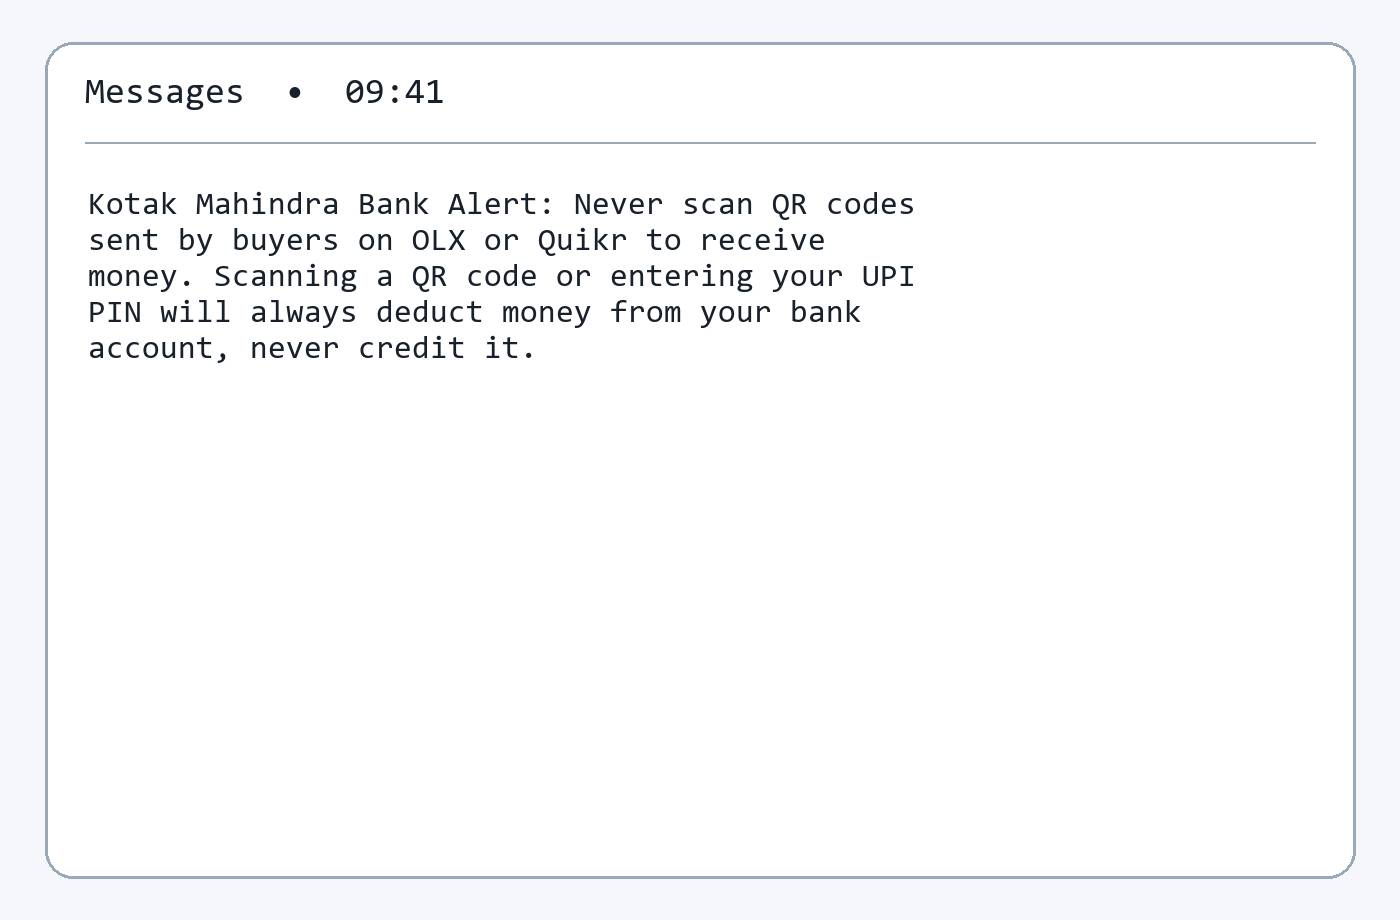 Messages • 09:41
Kotak Mahindra Bank Alert: Never scan QR codes
sent by buyers on OLX or Quikr to receive
money. Scanning a QR code or entering your UPI
PIN will always deduct money from your bank
account, never credit it.